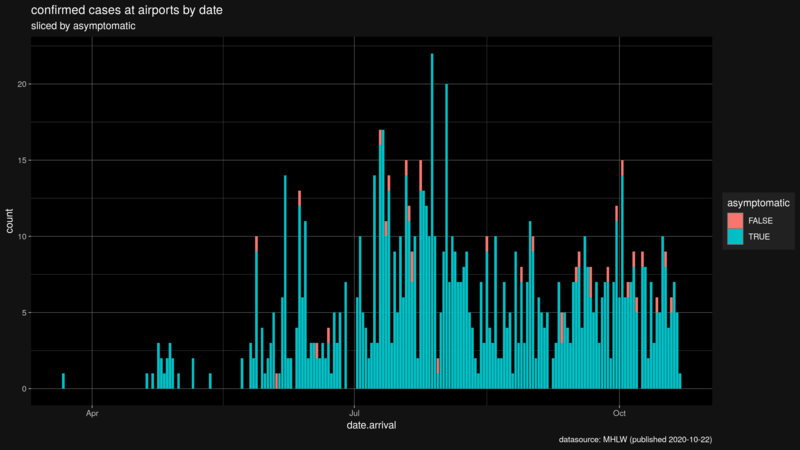 confirmed cases at airports by date
sliced by asymptomatic
20
15
10
5
0
count
Apr
Jul
Oct
date.arrival
asymptomatic
FALSE
TRUE
datasource: MHLW (published 2020-10-22)